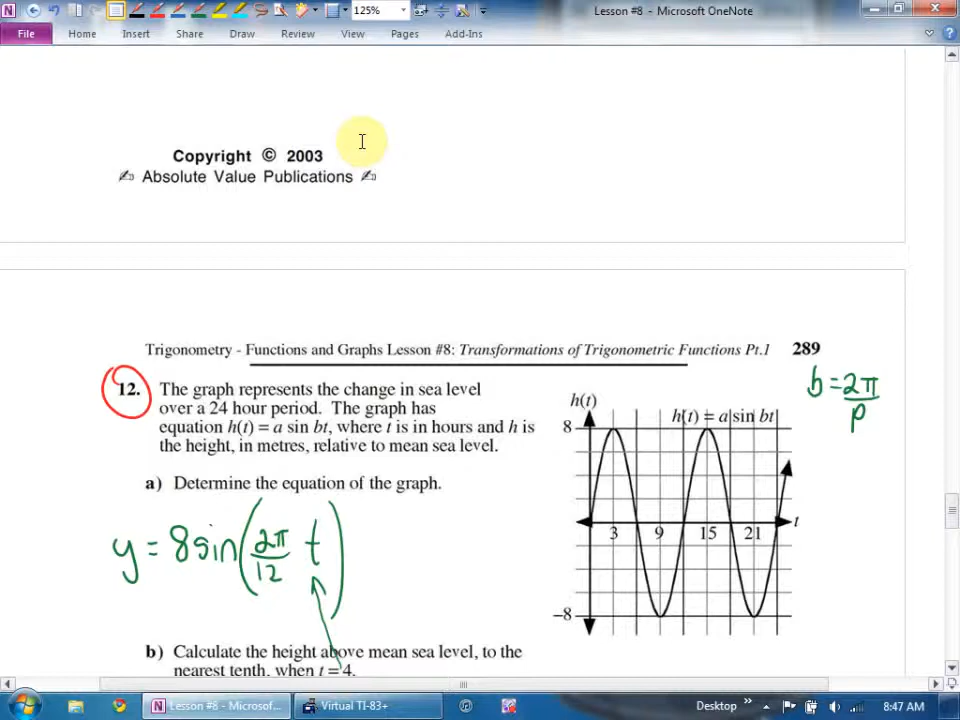 125%
Lesson #8 - Microsoft OneNote
File Home Insert Share Draw Review View Pages Add-Ins
Copyright © 2003
✍ Absolute Value Publications ✍
Trigonometry - Functions and Graphs Lesson #8: Transformations of Trigonometric Functions Pt.1 289
12. The graph represents the change in sea level
over a 24 hour period. The graph has
equation h(t) = a sin bt, where t is in hours and h is
the height, in metres, relative to mean sea level.
a) Determine the equation of the graph.
y = 8sin(2π/12 t)
b) Calculate the height above mean sea level, to the
nearest tenth, when t = 4.
h(t)
h(t) = a sin bt
8
3 9 15 21 t
-8
b = 2π/p
Lesson #8 - Microsof... Virtual TI-83+ Desktop » 8:47 AM